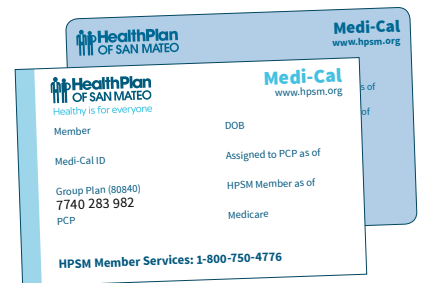 HealthPlan
OF SAN MATEO
Medi-Cal
www.hpsm.org
s of
of
HealthPlan
OF SAN MATEO
Healthy is for everyone
Medi-Cal
www.hpsm.org
Member
DOB
Medi-Cal ID
Assigned to PCP as of
Group Plan (80840)
7740 283 982
HPSM Member as of
PCP
Medicare
HPSM Member Services: 1-800-750-4776